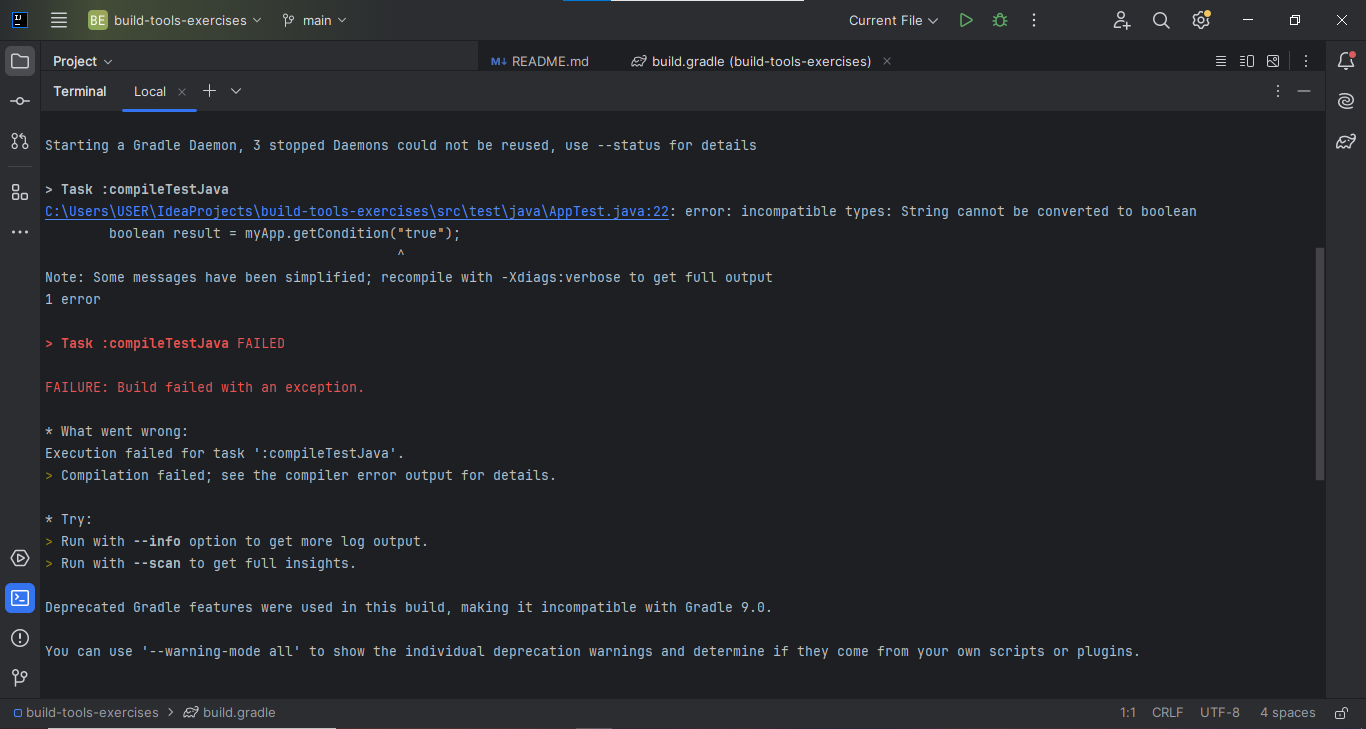 BE build-tools-exercises main Current File
Project README.md build.gradle (build-tools-exercises)
Terminal Local
Starting a Gradle Daemon, 3 stopped Daemons could not be reused, use --status for details
> Task :compileTestJava
C:\Users\USER\IdeaProjects\build-tools-exercises\src\test\java\AppTest.java:22: error: incompatible types: String cannot be converted to boolean
boolean result = myApp.getCondition("true");
^
Note: Some messages have been simplified; recompile with -Xdiags:verbose to get full output
1 error
> Task :compileTestJava FAILED
FAILURE: Build failed with an exception.
* What went wrong:
Execution failed for task ':compileTestJava'.
> Compilation failed; see the compiler error output for details.
* Try:
> Run with --info option to get more log output.
> Run with --scan to get full insights.
Deprecated Gradle features were used in this build, making it incompatible with Gradle 9.0.
You can use '--warning-mode all' to show the individual deprecation warnings and determine if they come from your own scripts or plugins.
build-tools-exercises > build.gradle 1:1 CRLF UTF-8 4 spaces